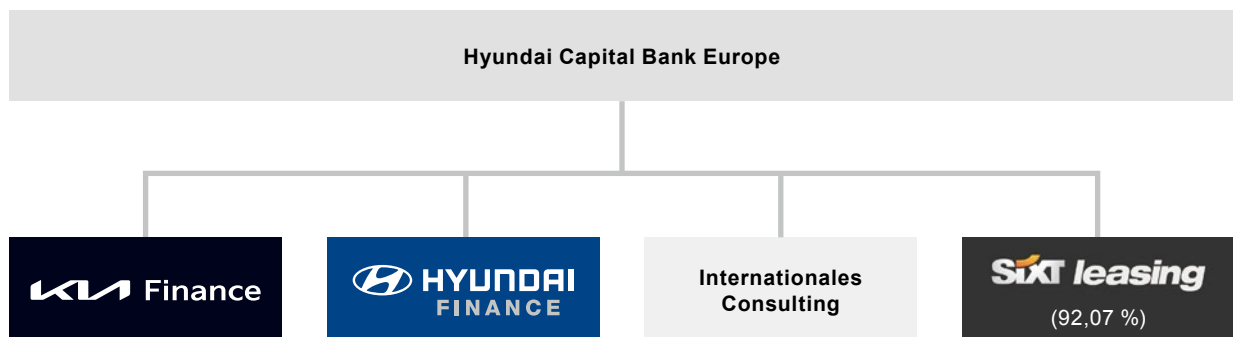 Hyundai Capital Bank Europe
KIA Finance
HYUNDAI
FINANCE
Internationales
Consulting
SIXT leasing
(92,07 %)